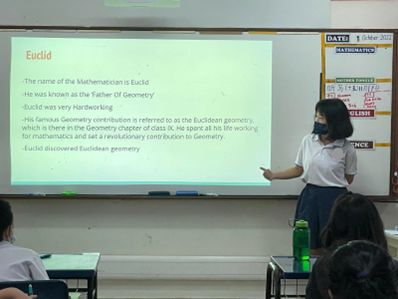 Euclid
-The name of the Mathematician is Euclid
-He was known as the 'Father Of Geometry'
-Euclid was very Hardworking
-His famous Geometry contribution is referred to as the Euclidean geometry,
which is there in the Geometry chapter of class IX. He spent all his life working
for mathematics and set a revolutionary contribution to Geometry.
-Euclid discovered Euclidean geometry
DATE: 1 October 2022
MATHEMATICS
MOTHER TONGUE
ENGLISH